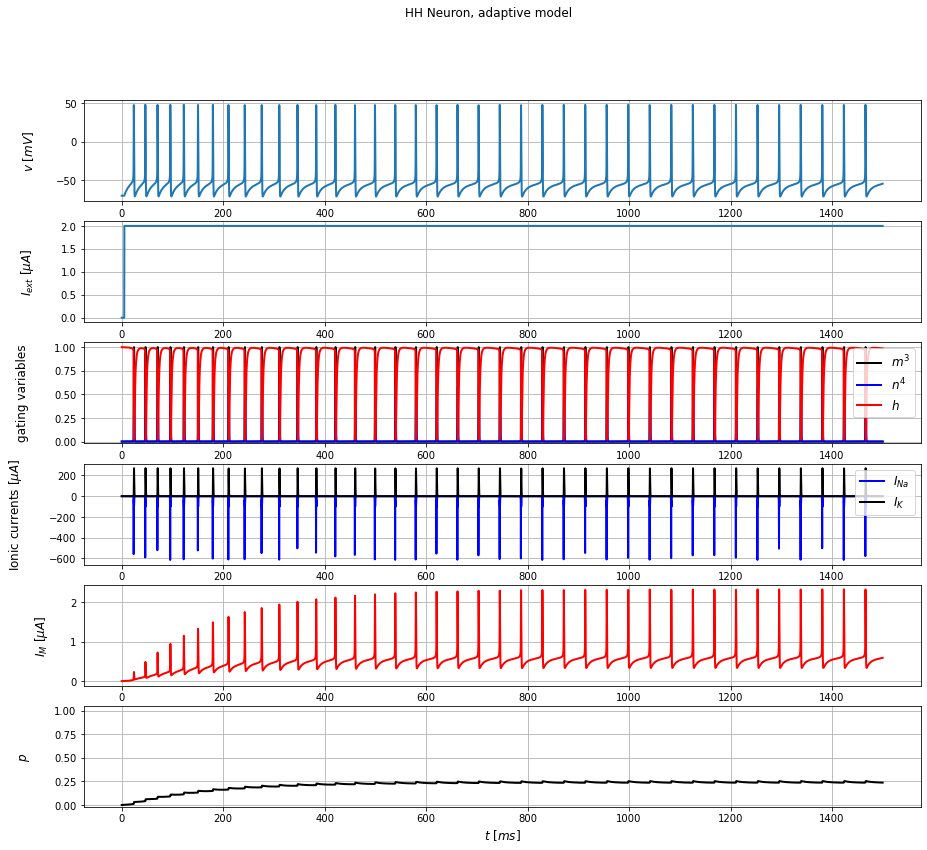 HH Neuron, adaptive model
50
0
−50
v [mV]
0 200 400 600 800 1000 1200 1400
2.0
1.5
1.0
0.5
0.0
I_ext [μA]
0 200 400 600 800 1000 1200 1400
1.00
0.75
0.50
0.25
0.00
gating variables
m³
n⁴
h
0 200 400 600 800 1000 1200 1400
200
0
−200
−400
−600
Ionic currents [μA]
I_Na
I_K
0 200 400 600 800 1000 1200 1400
2
1
0
I_M [μA]
0 200 400 600 800 1000 1200 1400
1.00
0.75
0.50
0.25
0.00
p
0 200 400 600 800 1000 1200 1400
t [ms]